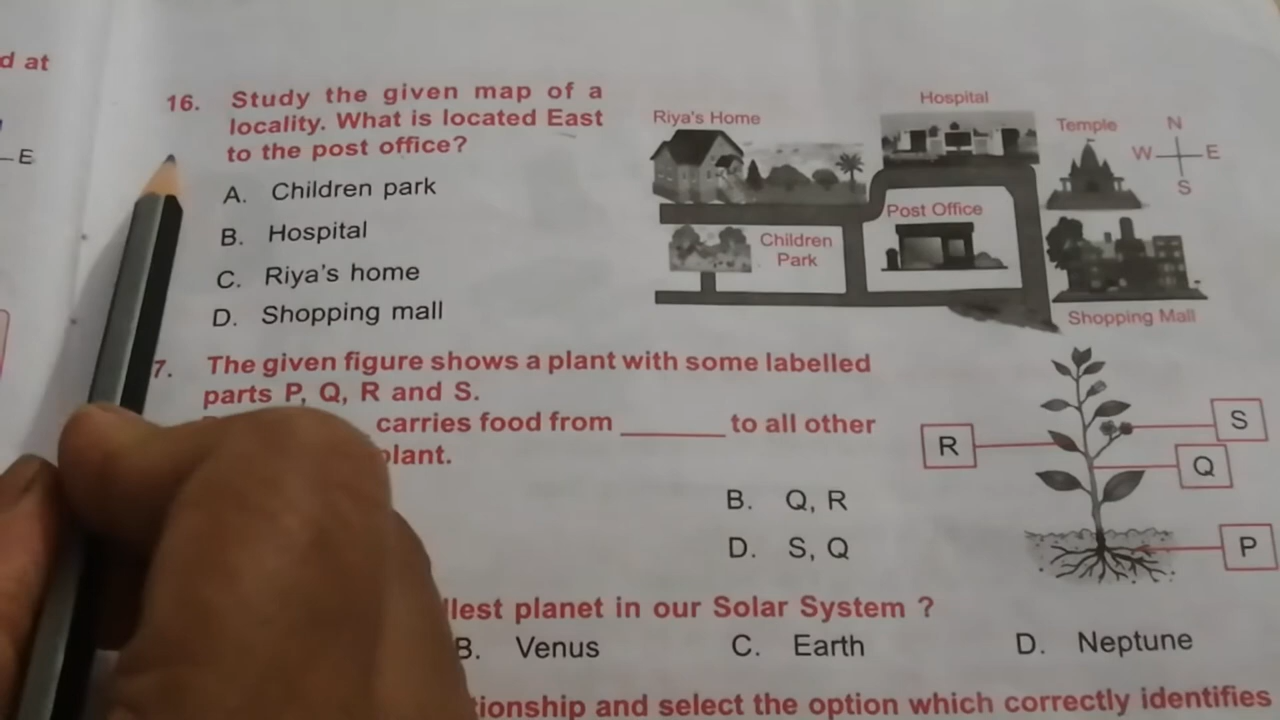 d at
E
16. Study the given map of a
locality. What is located East
to the post office?
A. Children park
B. Hospital
C. Riya's home
D. Shopping mall
Riya's Home
Hospital
Temple
N
W E
S
Post Office
Children
Park
Shopping Mall
7. The given figure shows a plant with some labelled
parts P, Q, R and S.
carries food from ______ to all other
plant.
B. Q, R
D. S, Q
R
S
Q
P
llest planet in our Solar System ?
B. Venus C. Earth D. Neptune
tionship and select the option which correctly identifies